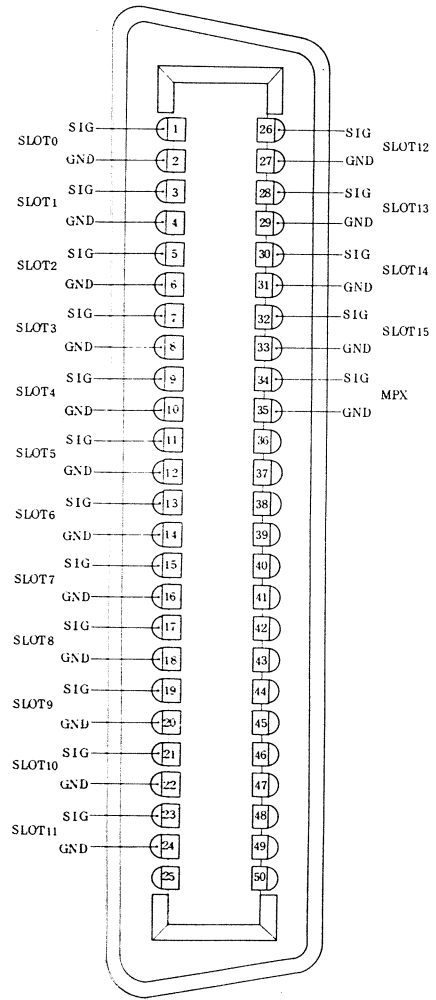 SIG 1 26 SIG
SLOT0 SLOT12
GND 2 27 GND
SIG 3 28 SIG
SLOT1 SLOT13
GND 4 29 GND
SIG 5 30 SIG
SLOT2 SLOT14
GND 6 31 GND
SIG 7 32 SIG
SLOT3 SLOT15
GND 8 33 GND
SIG 9 34 SIG
SLOT4 MPX
GND 10 35 GND
SIG 11 36
SLOT5
GND 12 37
SIG 13 38
SLOT6
GND 14 39
SIG 15 40
SLOT7
GND 16 41
SIG 17 42
SLOT8
GND 18 43
SIG 19 44
SLOT9
GND 20 45
SIG 21 46
SLOT10
GND 22 47
SIG 23 48
SLOT11
GND 24 49
25 50